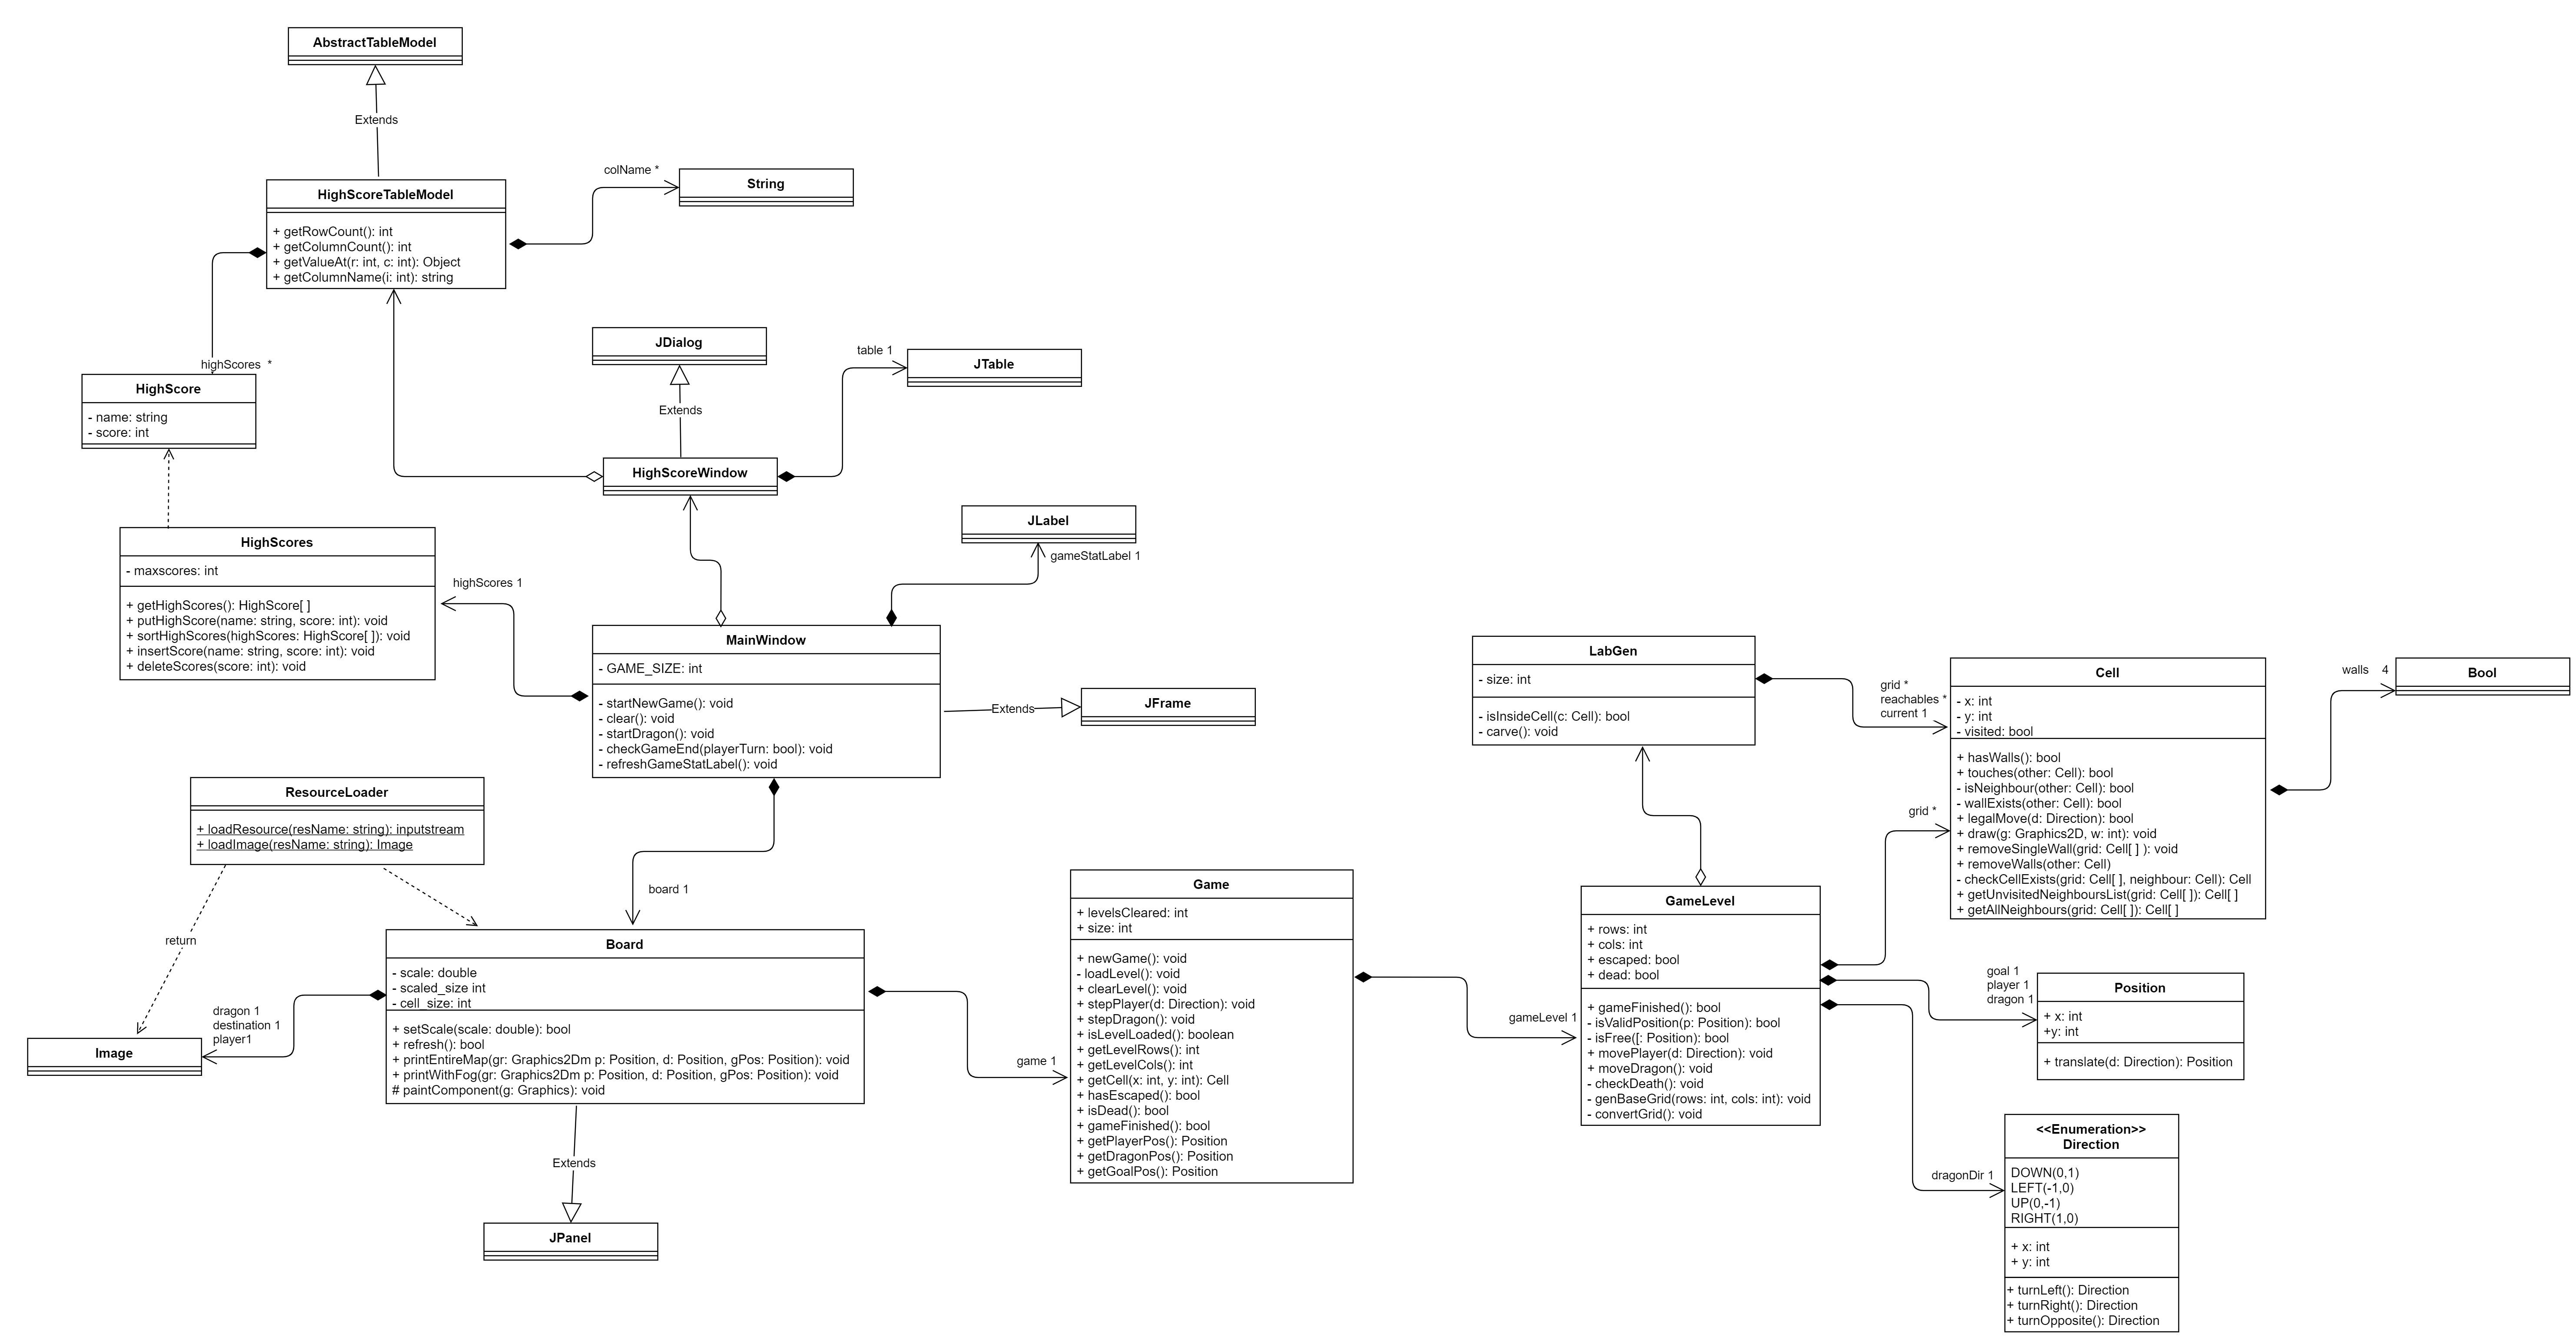 AbstractTableModel
Extends
HighScoreTableModel
+ getRowCount(): int
+ getColumnCount(): int
+ getValueAt(r: int, c: int): Object
+ getColumnName(i: int): string
colName *
String
highScores *
HighScore
- name: string
- score: int
JDialog
Extends
table 1
JTable
HighScoreWindow
JLabel
gameStatLabel 1
HighScores
- maxscores: int
+ getHighScores(): HighScore[ ]
+ putHighScore(name: string, score: int): void
+ sortHighScores(highScores: HighScore[ ]): void
+ insertScore(name: string, score: int): void
+ deleteScores(score: int): void
highScores 1
MainWindow
- GAME_SIZE: int
- startNewGame(): void
- clear(): void
- startDragon(): void
- checkGameEnd(playerTurn: bool): void
- refreshGameStatLabel(): void
Extends
JFrame
ResourceLoader
+ loadResource(resName: string): inputstream
+ loadImage(resName: string): Image
return
board 1
Board
- scale: double
- scaled_size int
- cell_size: int
+ setScale(scale: double): bool
+ refresh(): bool
+ printEntireMap(gr: Graphics2Dm p: Position, d: Position, gPos: Position): void
+ printWithFog(gr: Graphics2Dm p: Position, d: Position, gPos: Position): void
# paintComponent(g: Graphics): void
dragon 1
destination 1
player1
Image
Extends
JPanel
game 1
Game
+ levelsCleared: int
+ size: int
+ newGame(): void
- loadLevel(): void
+ clearLevel(): void
+ stepPlayer(d: Direction): void
+ stepDragon(): void
+ isLevelLoaded(): boolean
+ getLevelRows(): int
+ getLevelCols(): int
+ getCell(x: int, y: int): Cell
+ hasEscaped(): bool
+ isDead(): bool
+ gameFinished(): bool
+ getPlayerPos(): Position
+ getDragonPos(): Position
+ getGoalPos(): Position
gameLevel 1
LabGen
- size: int
- isInsideCell(c: Cell): bool
- carve(): void
GameLevel
+ rows: int
+ cols: int
+ escaped: bool
+ dead: bool
+ gameFinished(): bool
- isValidPosition(p: Position): bool
- isFree([: Position): bool
+ movePlayer(d: Direction): void
+ moveDragon(): void
- checkDeath(): void
- genBaseGrid(rows: int, cols: int): void
- convertGrid(): void
grid *
reachables *
current 1
grid *
Cell
- x: int
- y: int
- visited: bool
+ hasWalls(): bool
+ touches(other: Cell): bool
- isNeighbour(other: Cell): bool
- wallExists(other: Cell): bool
+ legalMove(d: Direction): bool
+ draw(g: Graphics2D, w: int): void
+ removeSingleWall(grid: Cell[ ] ): void
+ removeWalls(other: Cell)
- checkCellExists(grid: Cell[ ], neighbour: Cell): Cell
+ getUnvisitedNeighboursList(grid: Cell[ ]): Cell[ ]
+ getAllNeighbours(grid: Cell[ ]): Cell[ ]
walls 4
Bool
goal 1
player 1
dragon 1
Position
+ x: int
+y: int
+ translate(d: Direction): Position
dragonDir 1
<<Enumeration>>
Direction
DOWN(0,1)
LEFT(-1,0)
UP(0,-1)
RIGHT(1,0)
+ x: int
+ y: int
+ turnLeft(): Direction
+ turnRight(): Direction
+ turnOpposite(): Direction